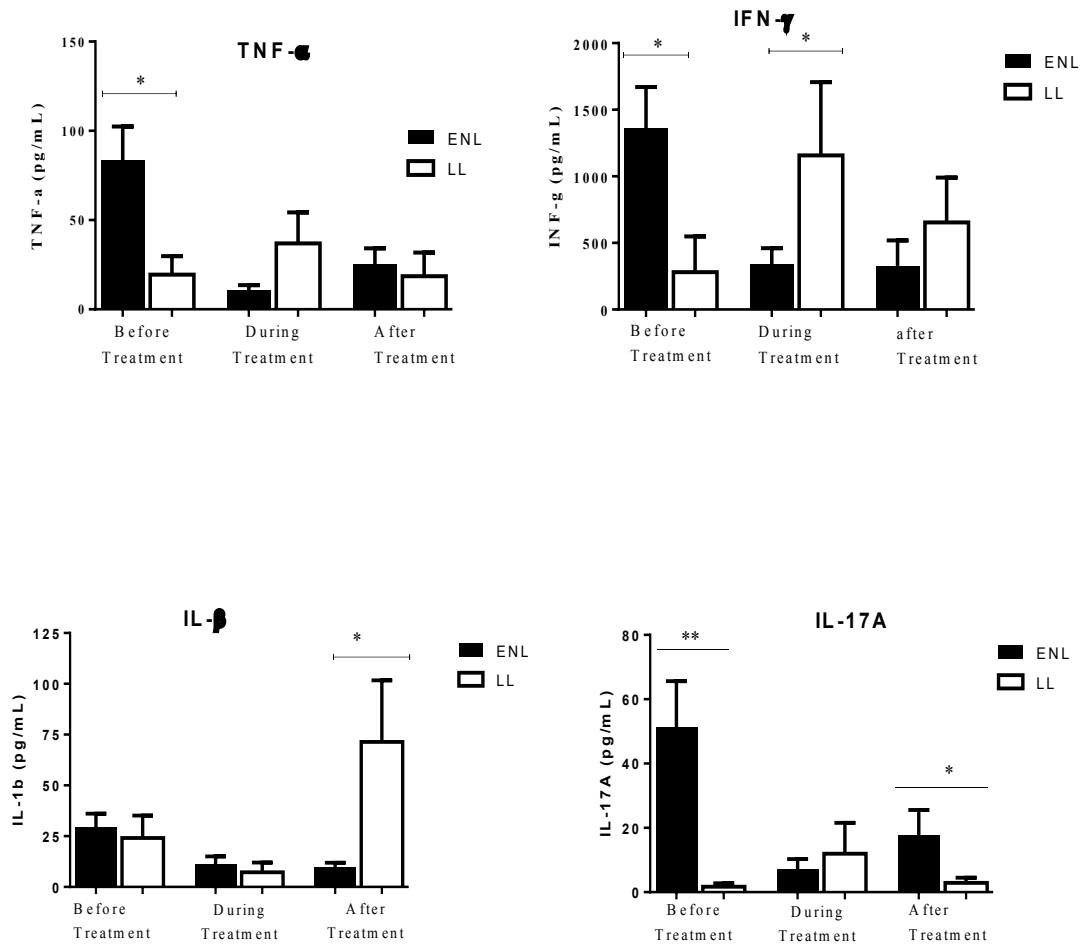 TNF-α
150
100
50
0
TNF-a (pg/mL)
*
ENL
LL
Before Treatment
During Treatment
After Treatment
IFN-γ
2000
1500
1000
500
0
INF-g (pg/mL)
*
*
ENL
LL
Before Treatment
During Treatment
after Treatment
IL-β
125
100
75
50
25
0
IL-1b (pg/mL)
*
ENL
LL
Before Treatment
During Treatment
After Treatment
IL-17A
80
60
40
20
0
IL-17A (pg/mL)
**
*
ENL
LL
Before Treatment
During Treatment
After Treatment